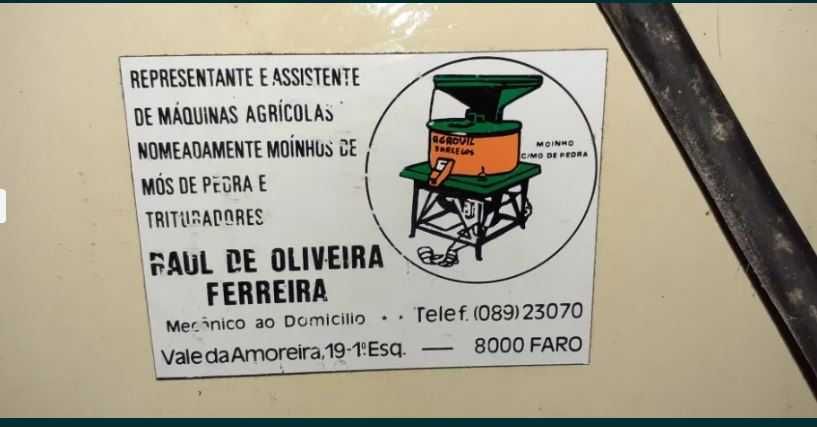 REPRESENTANTE E ASSISTENTE
DE MÁQUINAS AGRÍCOLAS
NOMEADAMENTE MOÍNHOS DE
MÓS DE PEDRA E
TRITURADORES
RAUL DE OLIVEIRA
FERREIRA
Mecânico ao Domicilio
Telef. (089) 23070
Vale da Amoreira, 19-1º Esq. — 8000 FARO
AGROVIL
MOINHO
C/MO DE PEDRA